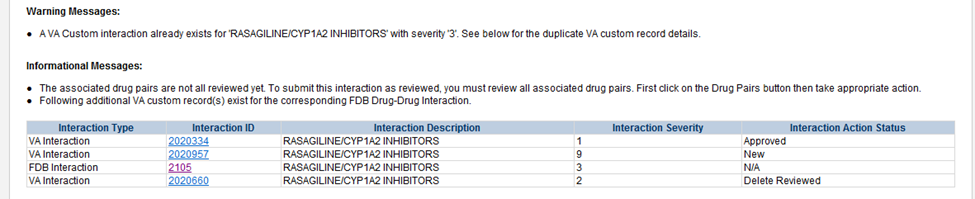 Warning Messages:
• A VA Custom interaction already exists for 'RASAGILINE/CYP1A2 INHIBITORS' with severity '3'. See below for the duplicate VA custom record details.
Informational Messages:
• The associated drug pairs are not all reviewed yet. To submit this interaction as reviewed, you must review all associated drug pairs. First click on the Drug Pairs button then take appropriate action.
• Following additional VA custom record(s) exist for the corresponding FDB Drug-Drug Interaction.
Interaction Type Interaction ID Interaction Description Interaction Severity Interaction Action Status
VA Interaction 2020334 RASAGILINE/CYP1A2 INHIBITORS 1 Approved
VA Interaction 2020957 RASAGILINE/CYP1A2 INHIBITORS 9 New
FDB Interaction 2105 RASAGILINE/CYP1A2 INHIBITORS 3 N/A
VA Interaction 2020660 RASAGILINE/CYP1A2 INHIBITORS 2 Delete Reviewed